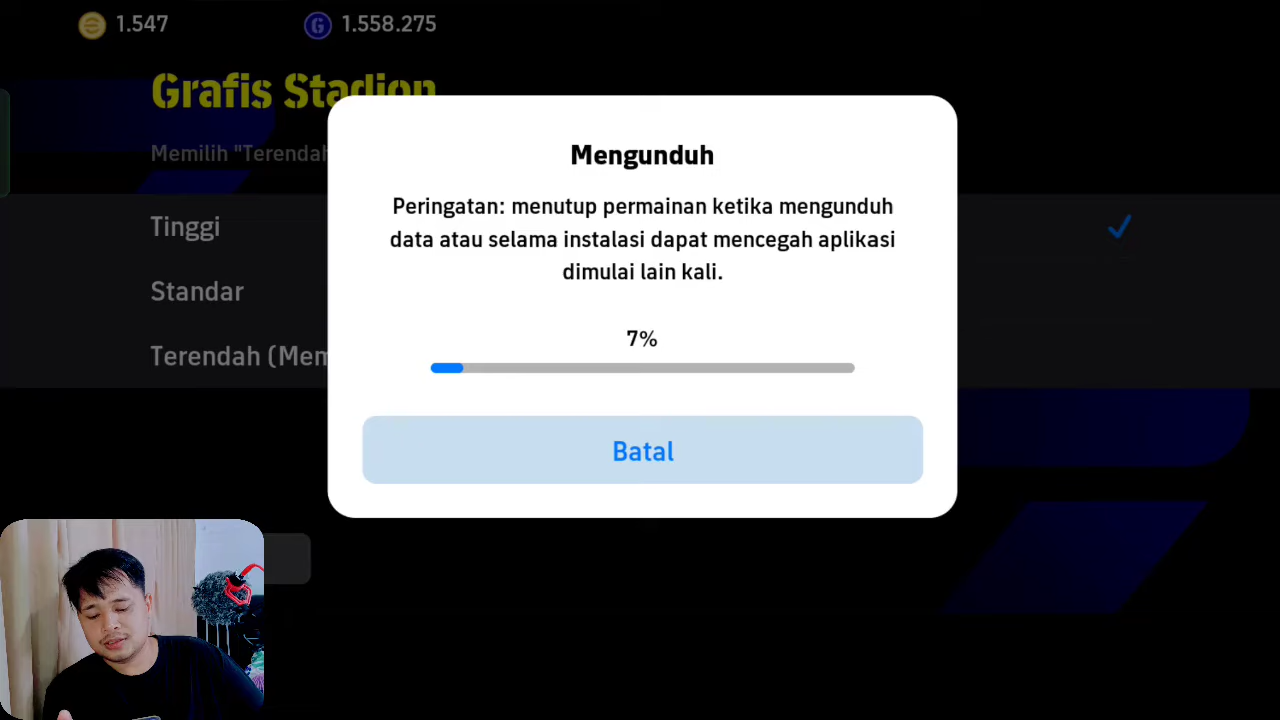 1.547
1.558.275
Grafis Stadion
Memilih "Terendah
Mengunduh
Peringatan: menutup permainan ketika mengunduh
data atau selama instalasi dapat mencegah aplikasi
dimulai lain kali.
Tinggi
Standar
Terendah (Mem
7%
Batal